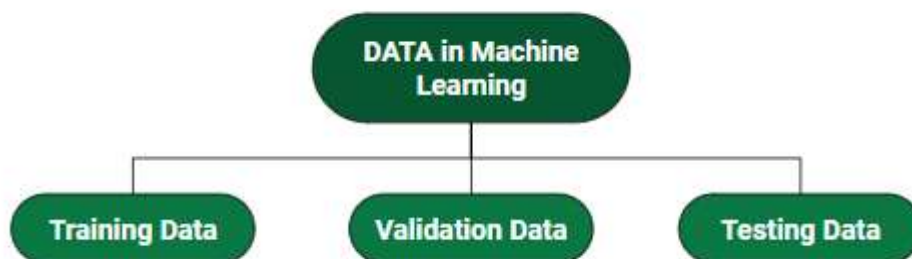 DATA in Machine
Learning
Training Data
Validation Data
Testing Data